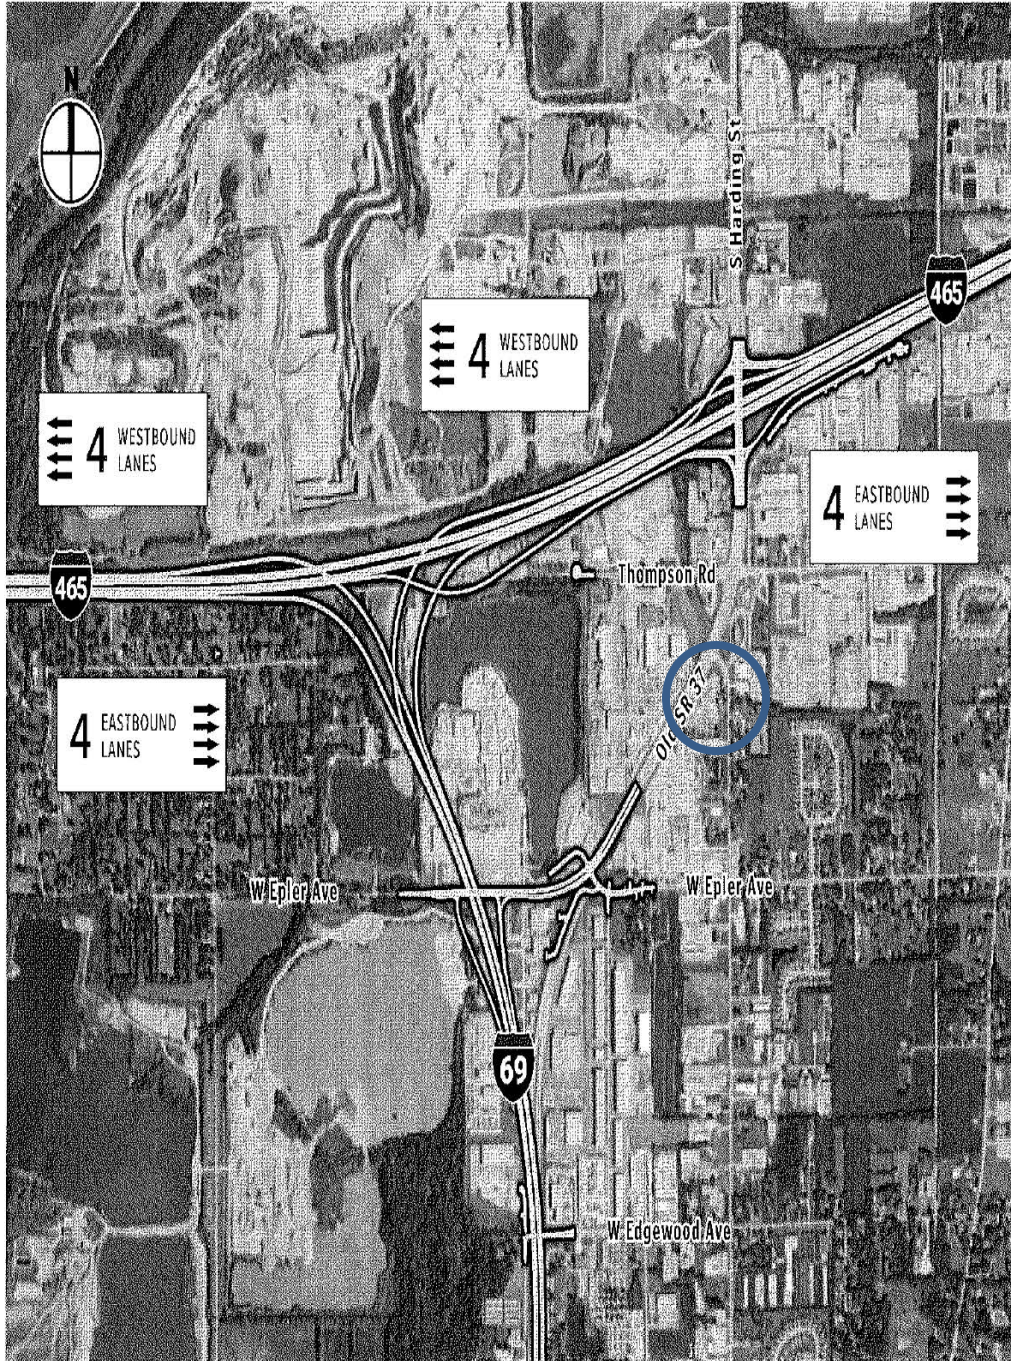 N
S Harding St
465
4 WESTBOUND
LANES
4 WESTBOUND
LANES
4 EASTBOUND
LANES
465
Thompson Rd
4 EASTBOUND
LANES
Old SR 37
W Epler Ave
W Epler Ave
69
W Edgewood Ave